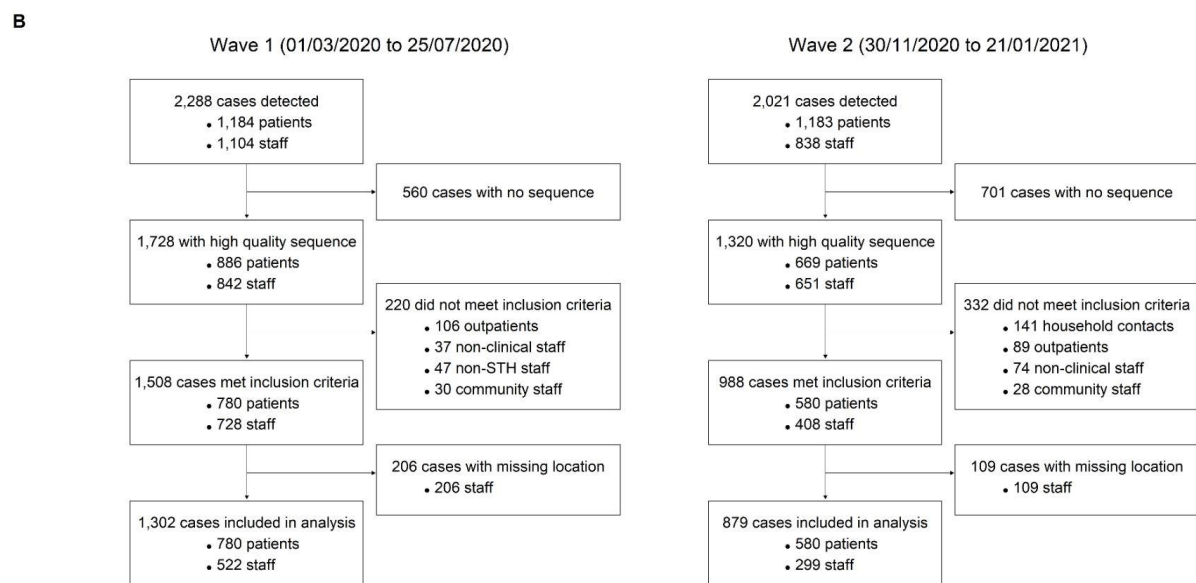 B
Wave 1 (01/03/2020 to 25/07/2020)
2,288 cases detected
• 1,184 patients
• 1,104 staff
560 cases with no sequence
1,728 with high quality sequence
• 886 patients
• 842 staff
220 did not meet inclusion criteria
• 106 outpatients
• 37 non-clinical staff
• 47 non-STH staff
• 30 community staff
1,508 cases met inclusion criteria
• 780 patients
• 728 staff
206 cases with missing location
• 206 staff
1,302 cases included in analysis
• 780 patients
• 522 staff
Wave 2 (30/11/2020 to 21/01/2021)
2,021 cases detected
• 1,183 patients
• 838 staff
701 cases with no sequence
1,320 with high quality sequence
• 669 patients
• 651 staff
332 did not meet inclusion criteria
• 141 household contacts
• 89 outpatients
• 74 non-clinical staff
• 28 community staff
988 cases met inclusion criteria
• 580 patients
• 408 staff
109 cases with missing location
• 109 staff
879 cases included in analysis
• 580 patients
• 299 staff